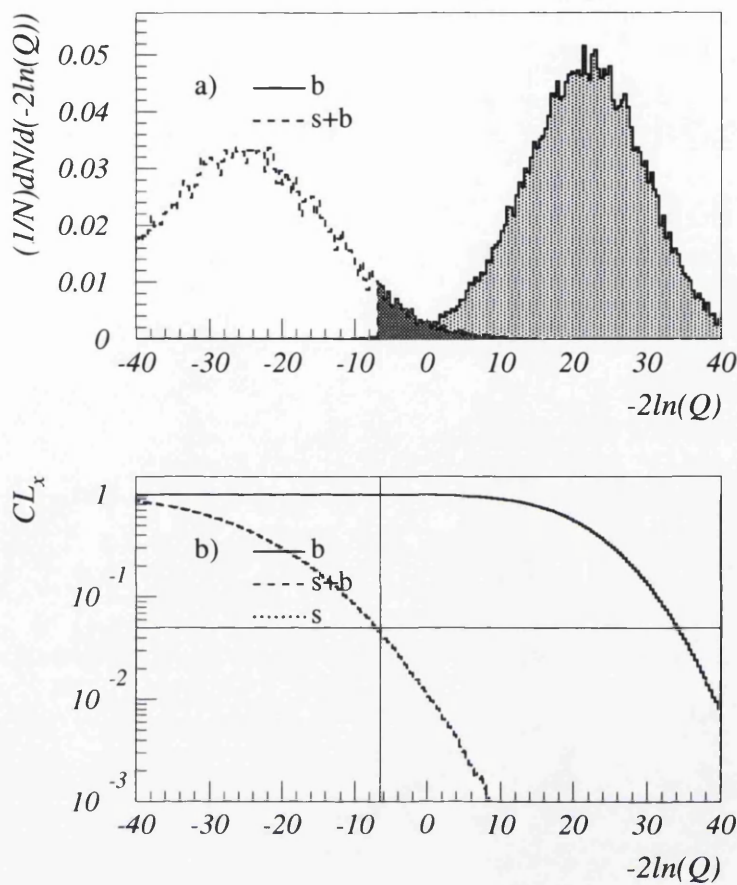 (1/N)dN/d(-2ln(Q))
0.05
0.04
0.03
0.02
0.01
0
a)
b
s+b
-40 -30 -20 -10 0 10 20 30 40
-2ln(Q)
CL_x
1
10^-1
10^-2
10^-3
b)
b
s+b
s
-40 -30 -20 -10 0 10 20 30 40
-2ln(Q)